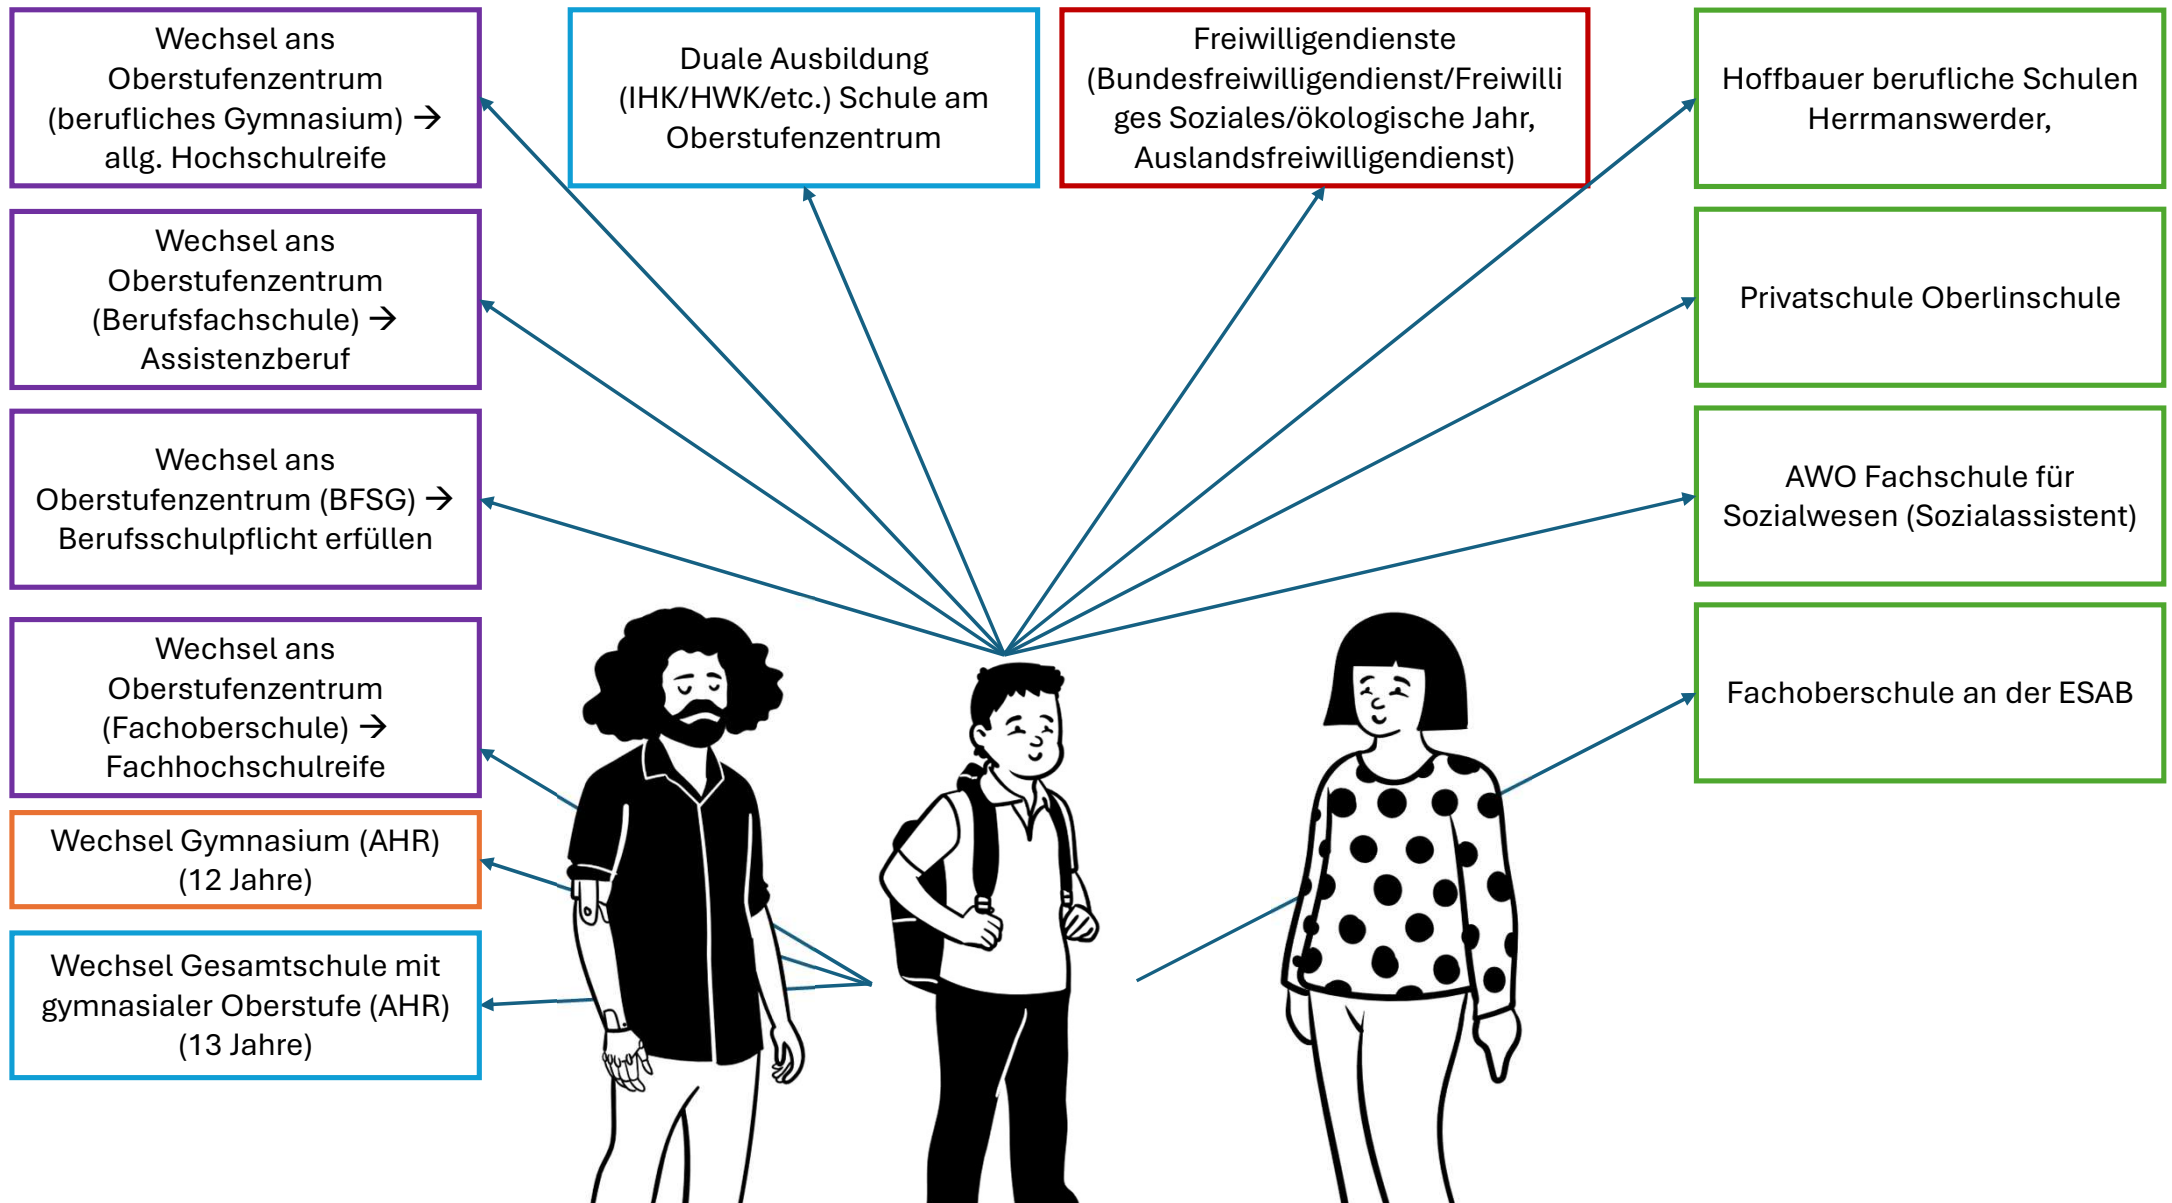 Wechsel ans
Oberstufenzentrum
(berufliches Gymnasium) →
allg. Hochschulreife
Duale Ausbildung
(IHK/HWK/etc.) Schule am
Oberstufenzentrum
Freiwilligendienste
(Bundesfreiwilligendienst/Freiwilli
ges Soziales/ökologische Jahr,
Auslandsfreiwilligendienst)
Hoffbauer berufliche Schulen
Herrmanswerder,
Wechsel ans
Oberstufenzentrum
(Berufsfachschule) →
Assistenzberuf
Privatschule Oberlinschule
Wechsel ans
Oberstufenzentrum (BFSG) →
Berufsschulpflicht erfüllen
AWO Fachschule für
Sozialwesen (Sozialassistent)
Wechsel ans
Oberstufenzentrum
(Fachoberschule) →
Fachhochschulreife
Fachoberschule an der ESAB
Wechsel Gymnasium (AHR)
(12 Jahre)
Wechsel Gesamtschule mit
gymnasialer Oberstufe (AHR)
(13 Jahre)